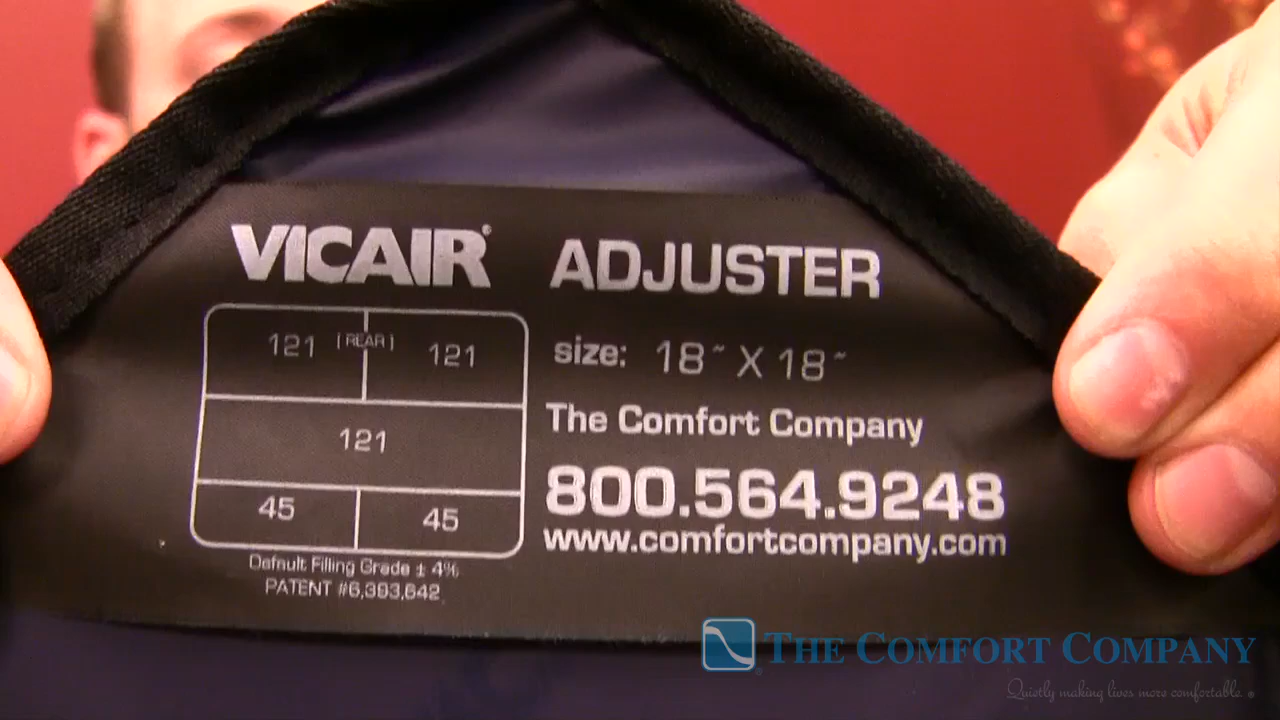 VICAIR® ADJUSTER
121 [REAR] 121
121
45 45
Default Filling Grade ± 4%
PATENT #6,393,642
size: 18" X 18"
The Comfort Company
800.564.9248
www.comfortcompany.com
THE COMFORT COMPANY®
Quietly making lives more comfortable.